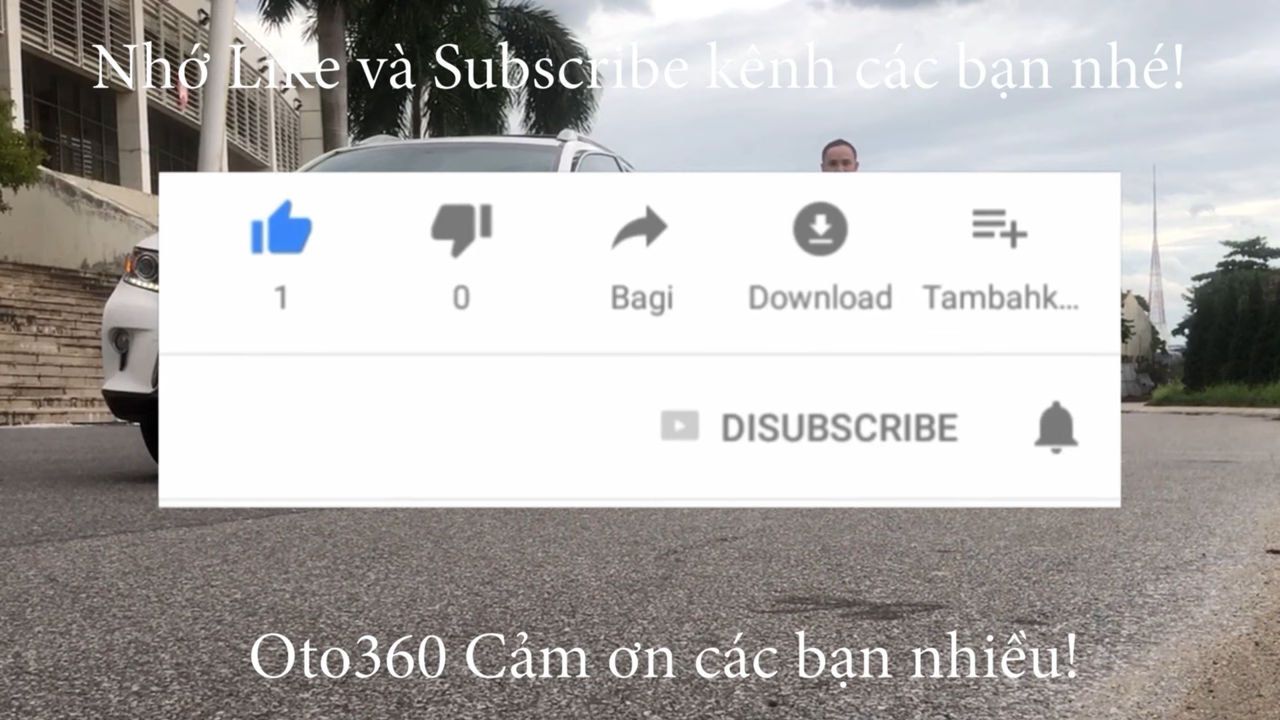 Nhớ Like và Subscribe kênh các bạn nhé!
1 0 Bagi Download Tambahk...
DISUBSCRIBE
Oto360 Cảm ơn các bạn nhiều!